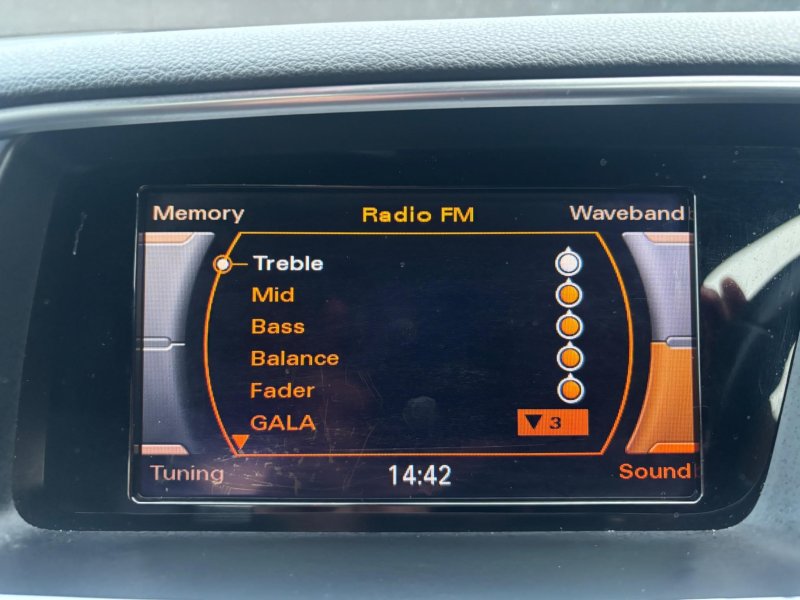 Memory Radio FM Waveband
Treble
Mid
Bass
Balance
Fader
GALA 3
Tuning 14:42 Sound